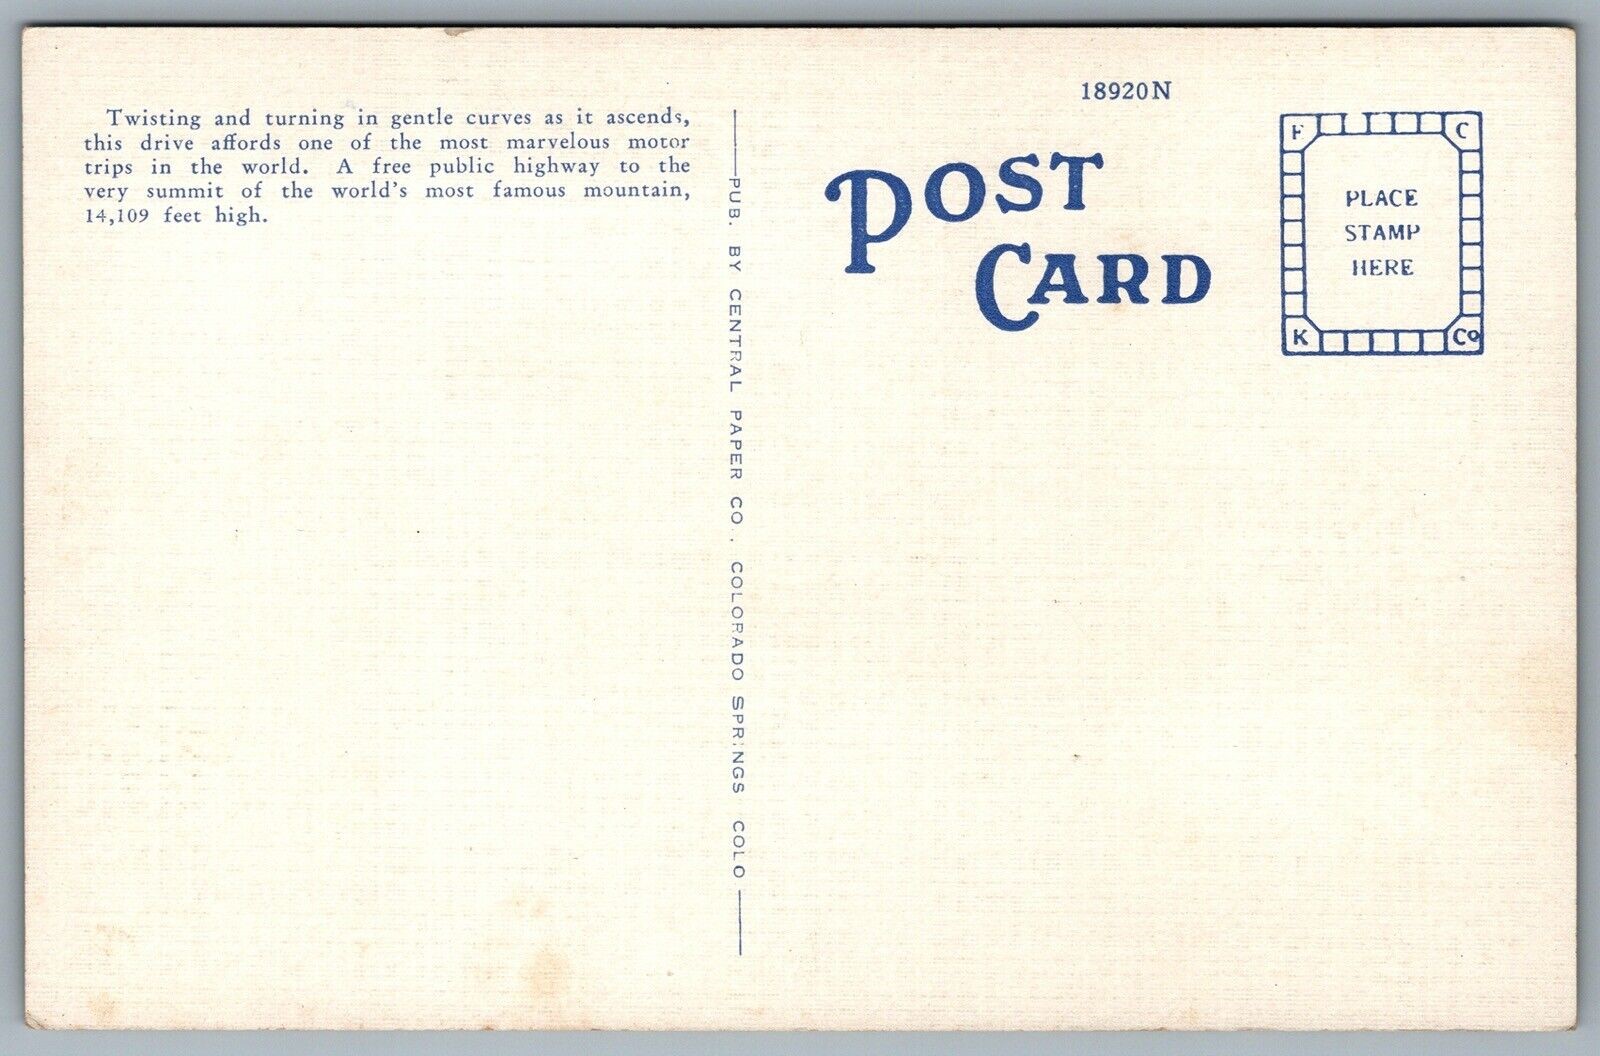 Twisting and turning in gentle curves as it ascends,
this drive affords one of the most marvelous motor
trips in the world. A free public highway to the
very summit of the world's most famous mountain,
14,109 feet high.
PUB. BY CENTRAL PAPER CO., COLORADO SPRINGS COLO
18920N
POST
CARD
F C
PLACE
STAMP
HERE
K Co